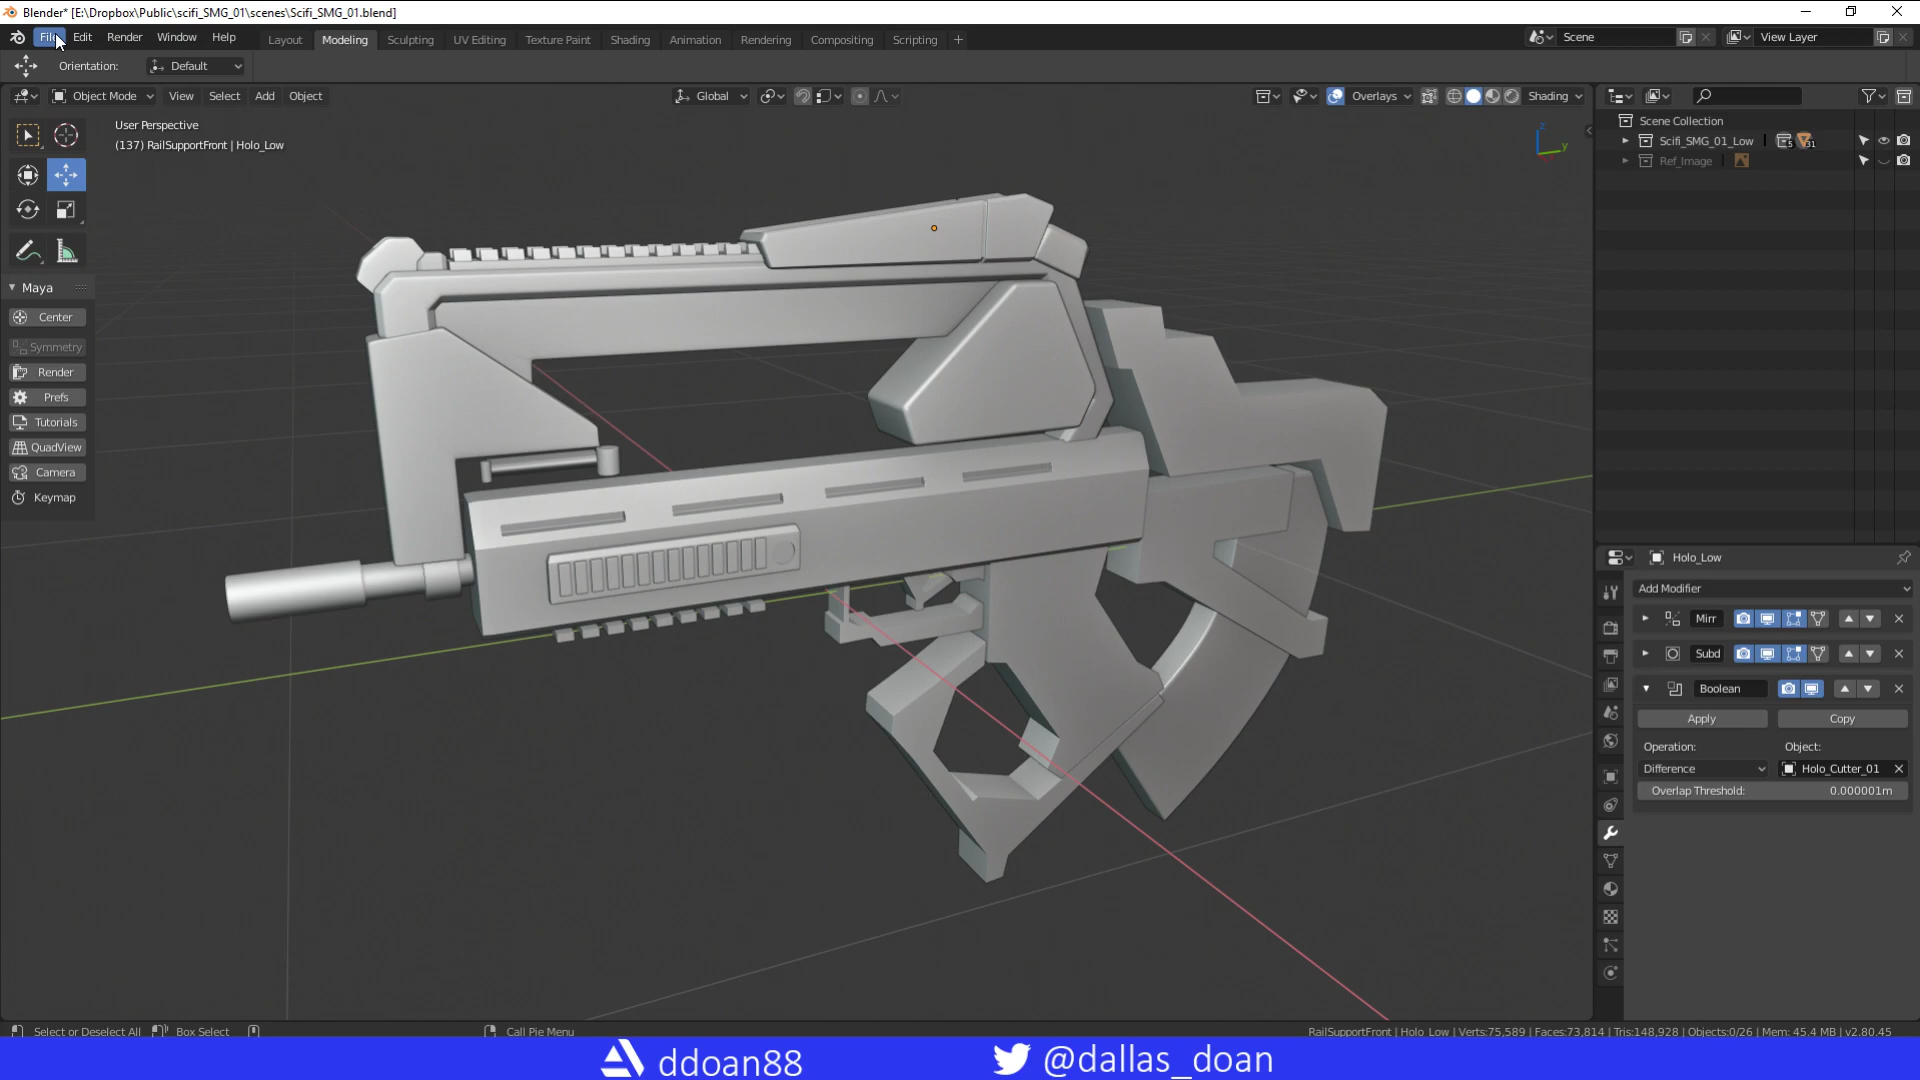 Blender* [E:\Dropbox\Public\scifi_SMG_01\scenes\Scifi_SMG_01.blend]
File Edit Render Window Help Layout Modeling Sculpting UV Editing Texture Paint Shading Animation Rendering Compositing Scripting + Scene View Layer
Orientation: Default
Object Mode View Select Add Object Global Overlays Shading
User Perspective
(137) RailSupportFront | Holo_Low
Z
y
Scene Collection
Scifi_SMG_01_Low 5 31
Ref_Image
Maya
Center
Symmetry
Render
Prefs
Tutorials
QuadView
Camera
Keymap
Holo_Low
Add Modifier
Mirr
Subd
Boolean
Apply Copy
Operation: Object:
Difference Holo_Cutter_01
Overlap Threshold: 0.000001m
Select or Deselect All Box Select Call Pie Menu RailSupportFront | Holo_Low | Verts:75,589 | Faces:73,814 | Tris:148,928 | Objects:0/26 | Mem: 45.4 MB | v2.80.45
ddoan88 @dallas_doan